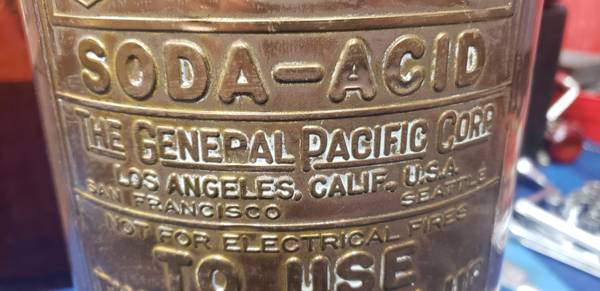 SODA-ACID
THE GENERAL PACIFIC CORP.
LOS ANGELES, CALIF., U.S.A.
SAN FRANCISCO SEATTLE
NOT FOR ELECTRICAL FIRES
TO USE